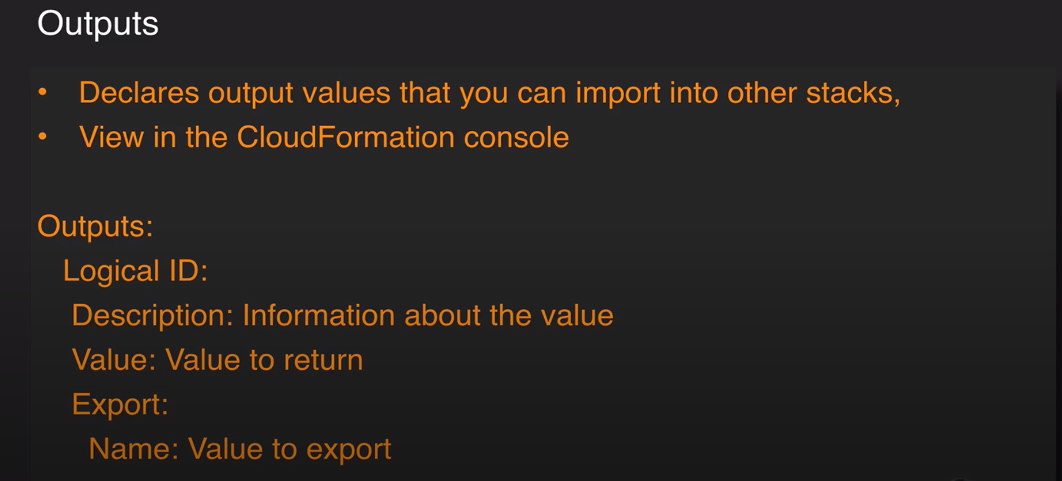 Outputs
• Declares output values that you can import into other stacks,
• View in the CloudFormation console
Outputs:
Logical ID:
Description: Information about the value
Value: Value to return
Export:
Name: Value to export